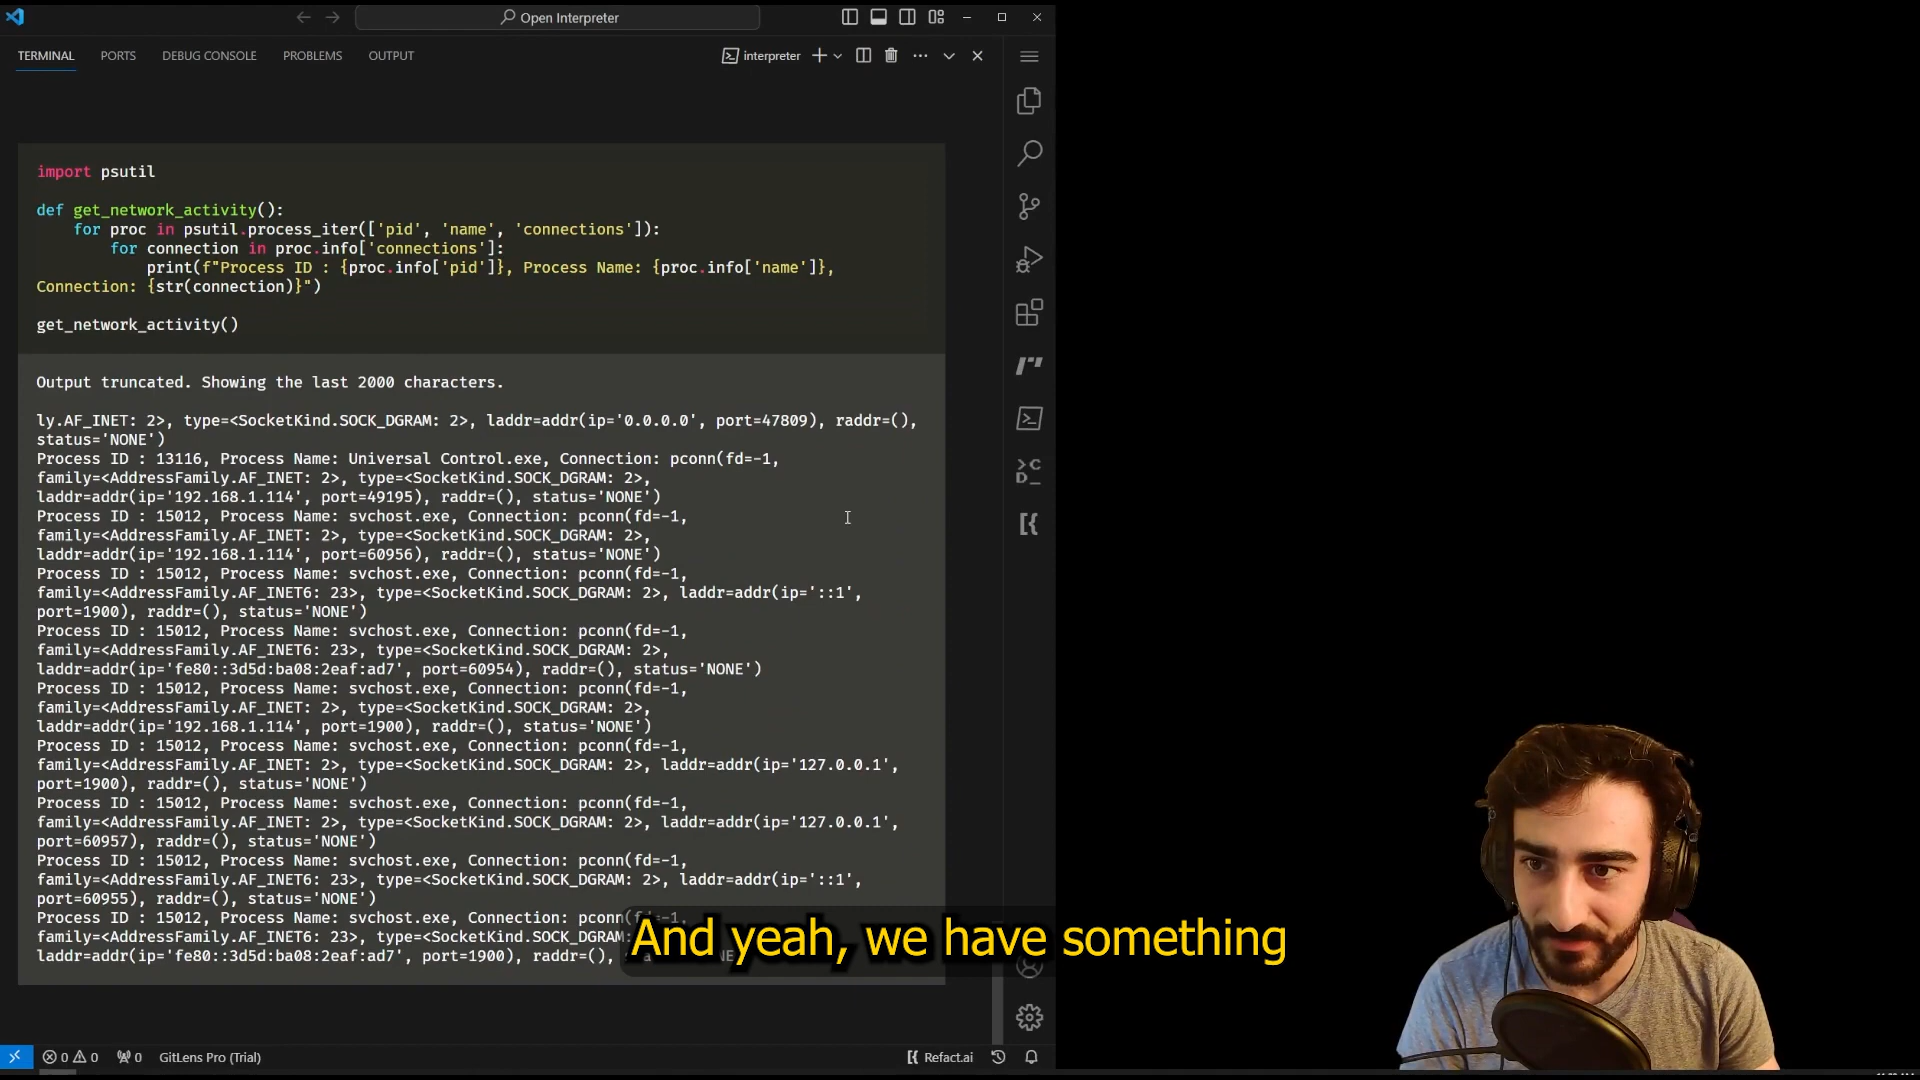 Open Interpreter
TERMINAL PORTS DEBUG CONSOLE PROBLEMS OUTPUT interpreter
import psutil
def get_network_activity():
for proc in psutil.process_iter(['pid', 'name', 'connections']):
for connection in proc.info['connections']:
print(f"Process ID : {proc.info['pid']}, Process Name: {proc.info['name']},
Connection: {str(connection)}")
get_network_activity()
Output truncated. Showing the last 2000 characters.
ly.AF_INET: 2>, type=<SocketKind.SOCK_DGRAM: 2>, laddr=addr(ip='0.0.0.0', port=47809), raddr=(),
status='NONE')
Process ID : 13116, Process Name: Universal Control.exe, Connection: pconn(fd=-1,
family=<AddressFamily.AF_INET: 2>, type=<SocketKind.SOCK_DGRAM: 2>,
laddr=addr(ip='192.168.1.114', port=49195), raddr=(), status='NONE')
Process ID : 15012, Process Name: svchost.exe, Connection: pconn(fd=-1,
family=<AddressFamily.AF_INET: 2>, type=<SocketKind.SOCK_DGRAM: 2>,
laddr=addr(ip='192.168.1.114', port=60956), raddr=(), status='NONE')
Process ID : 15012, Process Name: svchost.exe, Connection: pconn(fd=-1,
family=<AddressFamily.AF_INET6: 23>, type=<SocketKind.SOCK_DGRAM: 2>, laddr=addr(ip='::1',
port=1900), raddr=(), status='NONE')
Process ID : 15012, Process Name: svchost.exe, Connection: pconn(fd=-1,
family=<AddressFamily.AF_INET6: 23>, type=<SocketKind.SOCK_DGRAM: 2>,
laddr=addr(ip='fe80::3d5d:ba08:2eaf:ad7', port=60954), raddr=(), status='NONE')
Process ID : 15012, Process Name: svchost.exe, Connection: pconn(fd=-1,
family=<AddressFamily.AF_INET: 2>, type=<SocketKind.SOCK_DGRAM: 2>,
laddr=addr(ip='192.168.1.114', port=1900), raddr=(), status='NONE')
Process ID : 15012, Process Name: svchost.exe, Connection: pconn(fd=-1,
family=<AddressFamily.AF_INET: 2>, type=<SocketKind.SOCK_DGRAM: 2>, laddr=addr(ip='127.0.0.1',
port=1900), raddr=(), status='NONE')
Process ID : 15012, Process Name: svchost.exe, Connection: pconn(fd=-1,
family=<AddressFamily.AF_INET: 2>, type=<SocketKind.SOCK_DGRAM: 2>, laddr=addr(ip='127.0.0.1',
port=60957), raddr=(), status='NONE')
Process ID : 15012, Process Name: svchost.exe, Connection: pconn(fd=-1,
family=<AddressFamily.AF_INET6: 23>, type=<SocketKind.SOCK_DGRAM: 2>, laddr=addr(ip='::1',
port=60955), raddr=(), status='NONE')
Process ID : 15012, Process Name: svchost.exe, Connection: pconn(fd=-1,
family=<AddressFamily.AF_INET6: 23>, type=<SocketKind.SOCK_DGRAM
laddr=addr(ip='fe80::3d5d:ba08:2eaf:ad7', port=1900), raddr=(),
And yeah, we have something
0 0 0 GitLens Pro (Trial) Refact.ai